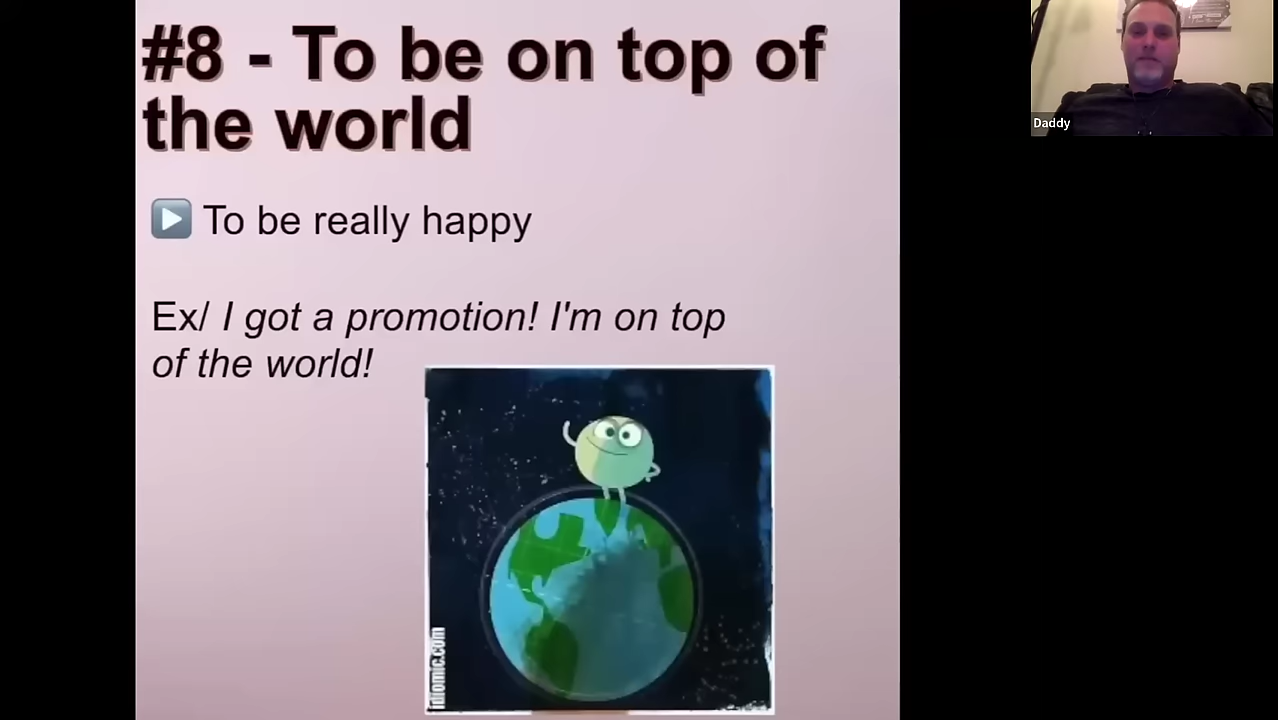 #8 - To be on top of
the world
To be really happy
Ex/ I got a promotion! I'm on top
of the world!
idiomic.com
Daddy